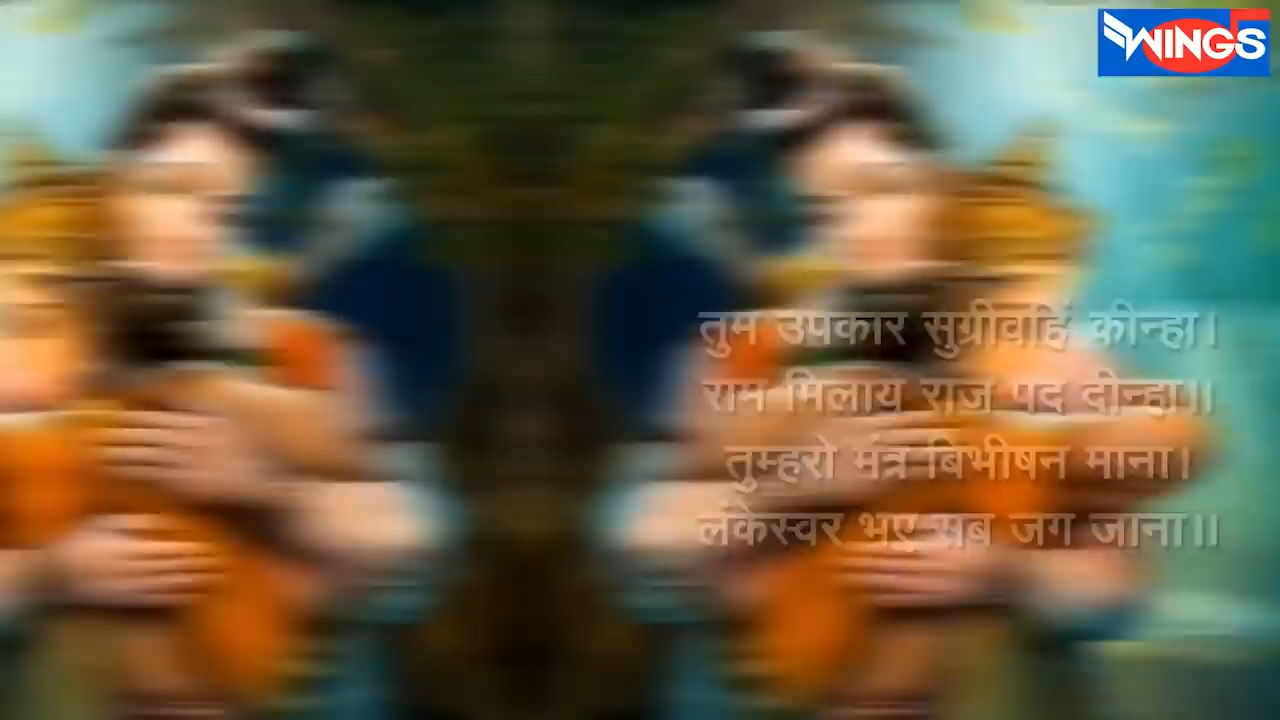 WINGS
तुम उपकार सुग्रीवहिं कीन्हा।
राम मिलाय राज पद दीन्हा॥
तुम्हरो मंत्र बिभीषन माना।
लंकेस्वर भए सब जग जाना॥